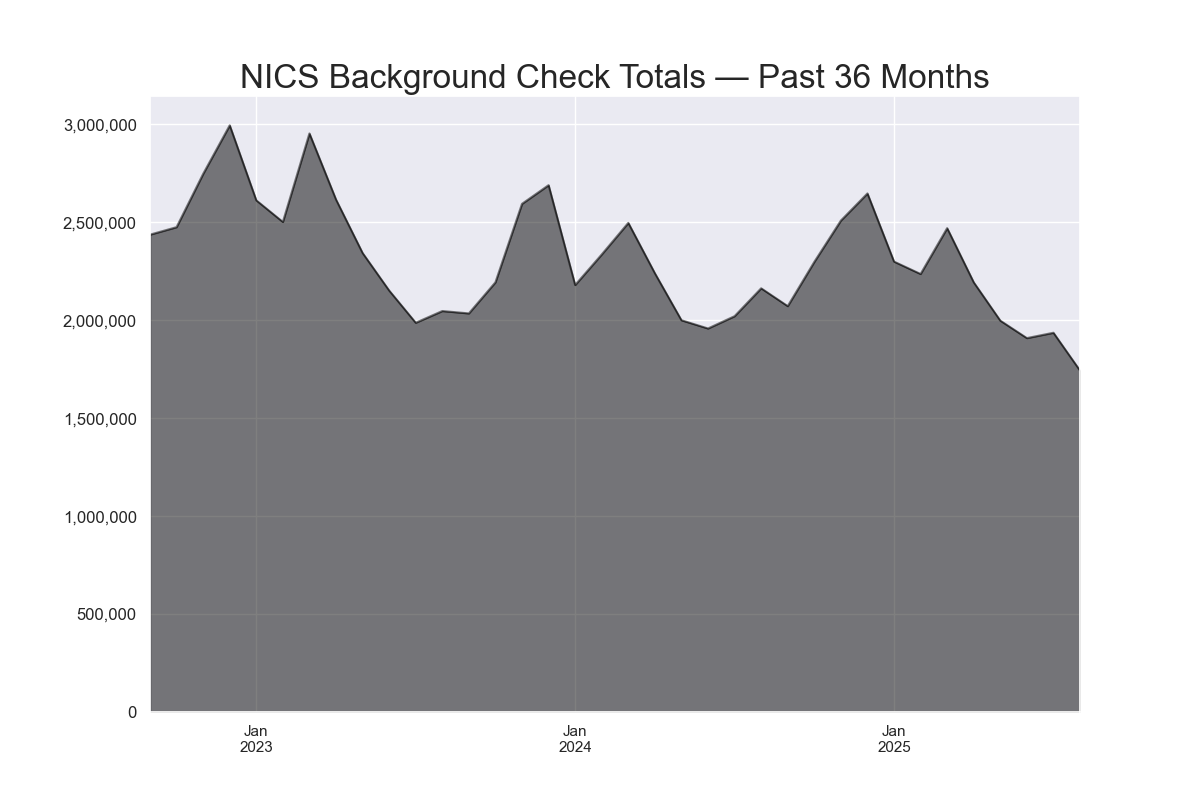 NICS Background Check Totals — Past 36 Months
3,000,000
2,500,000
2,000,000
1,500,000
1,000,000
500,000
0
Jan
2023
Jan
2024
Jan
2025